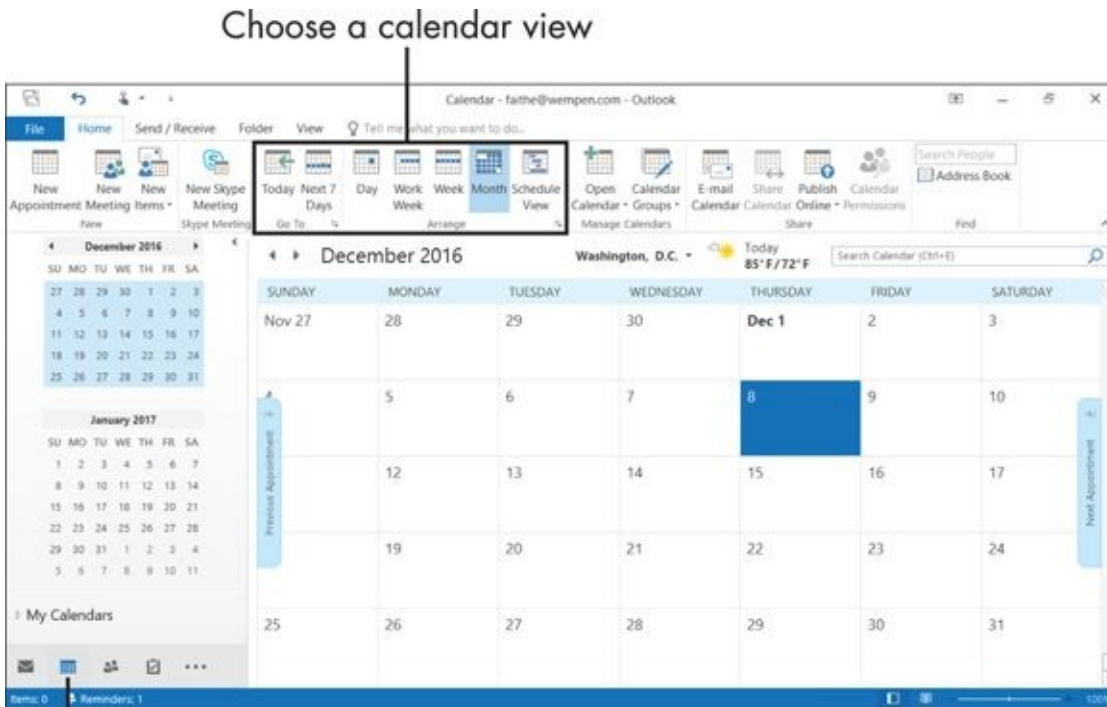 Choose a calendar view
Calendar - faithe@wempen.com - Outlook
File Home Send / Receive Folder View Tell me what you want to do...
New Appointment New Meeting New Items New Skype Meeting Today Next 7 Days Day Work Week Week Month Schedule View Open Calendar Calendar Groups E-mail Calendar Share Calendar Publish Online Calendar Permissions Search People Address Book
New Skype Meeting Go To Arrange Manage Calendars Share Find
December 2016
SU MO TU WE TH FR SA
27 28 29 30 1 2 3
4 5 6 7 8 9 10
11 12 13 14 15 16 17
18 19 20 21 22 23 24
25 26 27 28 29 30 31
January 2017
SU MO TU WE TH FR SA
1 2 3 4 5 6 7
8 9 10 11 12 13 14
15 16 17 18 19 20 21
22 23 24 25 26 27 28
29 30 31 1 2 3 4
5 6 7 8 9 10 11
My Calendars
December 2016 Washington, D.C. Today 85°F/72°F Search Calendar (Ctrl+E)
SUNDAY MONDAY TUESDAY WEDNESDAY THURSDAY FRIDAY SATURDAY
Nov 27 28 29 30 Dec 1 2 3
5 6 7 8 9 10
Previous Appointment
12 13 14 15 16 17
Next Appointment
19 20 21 22 23 24
25 26 27 28 29 30 31
Items: 0 Reminders: 1 100%